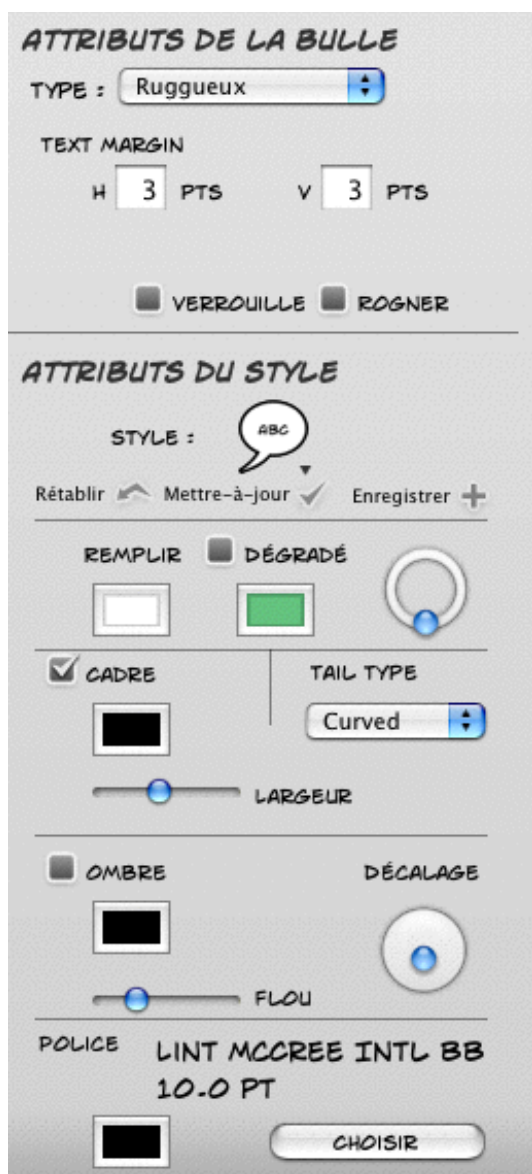 ATTRIBUTS DE LA BULLE
TYPE : Ruggueux
TEXT MARGIN
H 3 PTS V 3 PTS
VERROUILLE ROGNER
ATTRIBUTS DU STYLE
STYLE : ABC
Rétablir Mettre-à-jour Enregistrer
REMPLIR DÉGRADÉ
CADRE TAIL TYPE
Curved
LARGEUR
OMBRE DÉCALAGE
FLOU
POLICE LINT MCCREE INTL BB
10.0 PT
CHOISIR